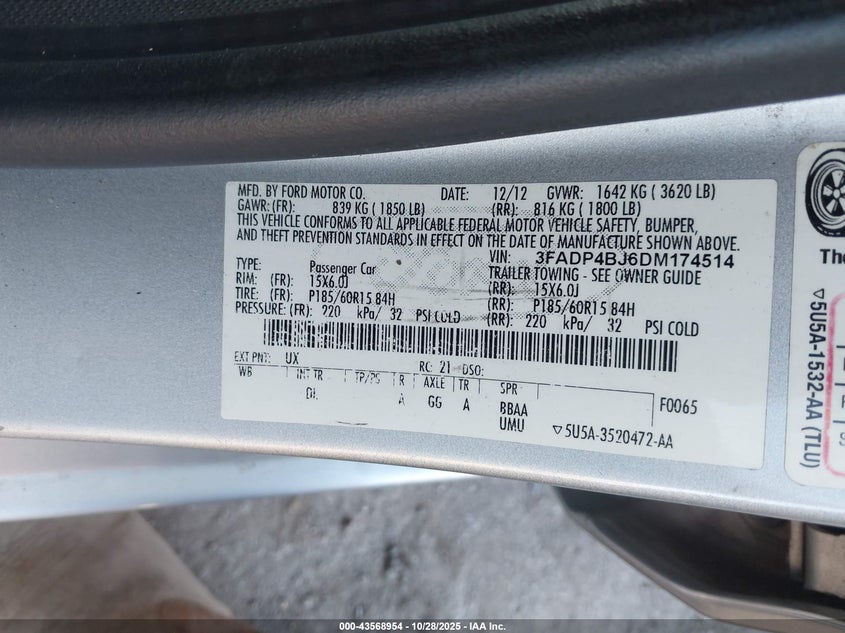 MFD. BY FORD MOTOR CO. DATE: 12/12 GVWR: 1642 KG ( 3620 LB)
GAWR: (FR): 839 KG ( 1850 LB) (RR): 816 KG ( 1800 LB)
THIS VEHICLE CONFORMS TO ALL APPLICABLE FEDERAL MOTOR VEHICLE SAFETY, BUMPER,
AND THEFT PREVENTION STANDARDS IN EFFECT ON THE DATE OF MANUFACTURE SHOWN ABOVE.
VIN: 3FADP4BJ6DM174514
TYPE: Passenger Car TRAILER TOWING - SEE OWNER GUIDE
RIM: (FR): 15X6.0J (RR): 15X6.0J
TIRE: (FR): P185/60R15 84H (RR): P185/60R15 84H
PRESSURE: (FR): 220 kPa/ 32 PSI COLD (RR): 220 kPa/ 32 PSI COLD
EXT PNT: UX RC: 21 DSO:
WB INT TR TP/PS R AXLE TR SPR F0065
DL A GG A BBAA
UMU
▽5U5A-3520472-AA
The
▽5U5A-1532-AA (TLU)
000-43568954 | 10/28/2025 - IAA Inc.